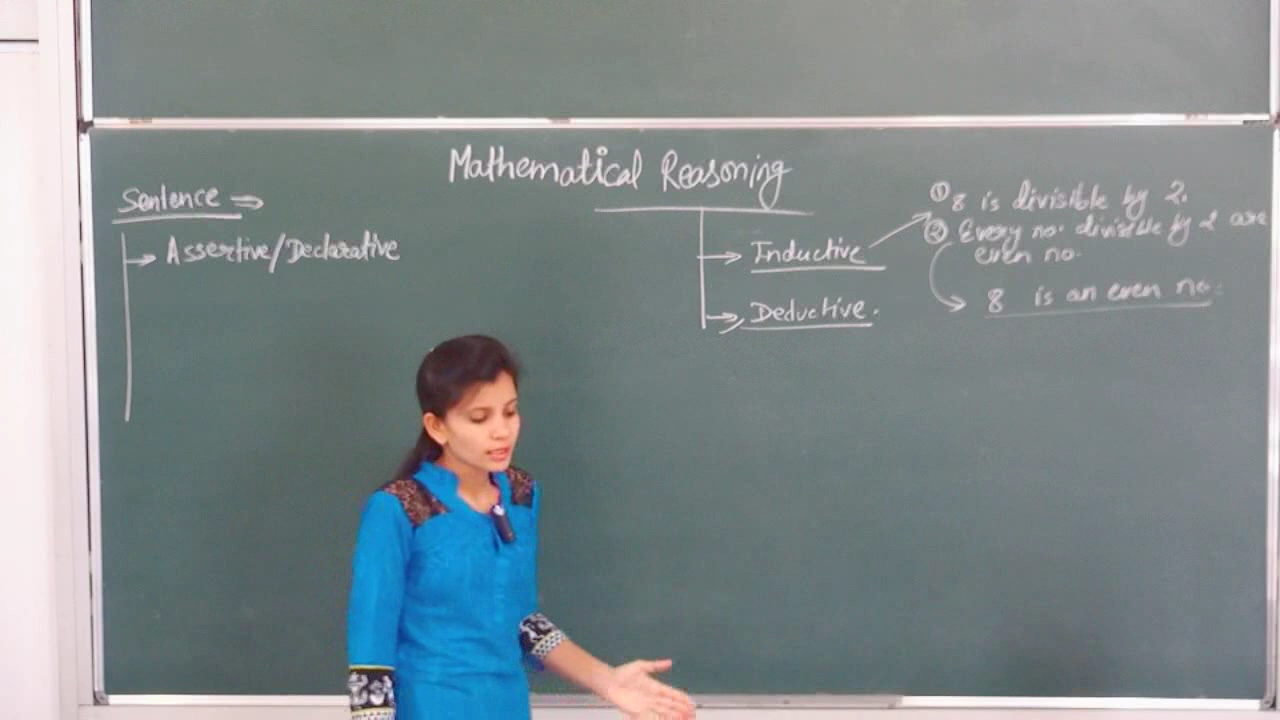 Mathematical Reasoning
Sentence ⇒
→ Assertive/Declarative
→ Inductive
→ Deductive.
① 8 is divisible by 2.
② Every no. divisible by 2 are
even no.
→ 8 is an even no.